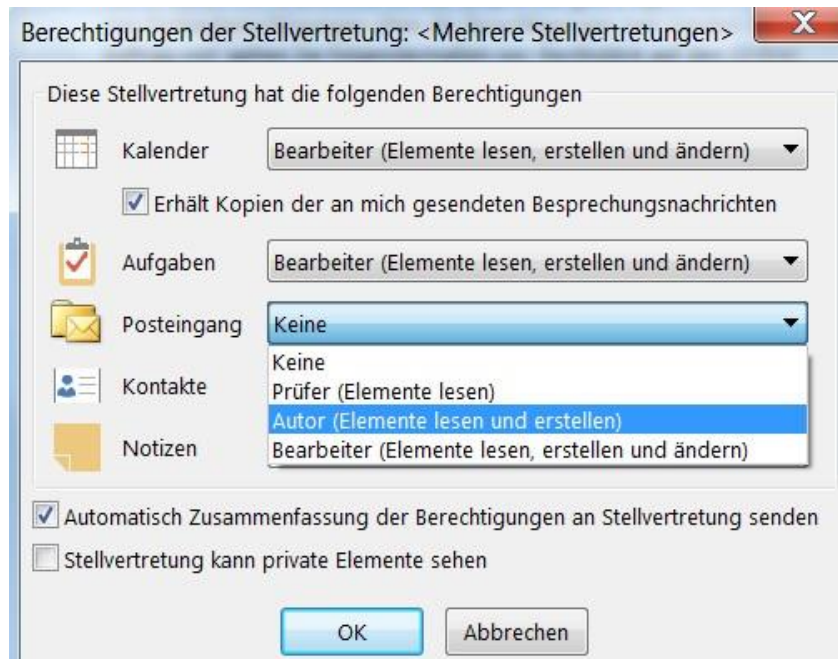 Berechtigungen der Stellvertretung: <Mehrere Stellvertretungen>
Diese Stellvertretung hat die folgenden Berechtigungen
Kalender Bearbeiter (Elemente lesen, erstellen und ändern)
Erhält Kopien der an mich gesendeten Besprechungsnachrichten
Aufgaben Bearbeiter (Elemente lesen, erstellen und ändern)
Posteingang Keine
Keine
Prüfer (Elemente lesen)
Kontakte
Autor (Elemente lesen und erstellen)
Notizen Bearbeiter (Elemente lesen, erstellen und ändern)
Automatisch Zusammenfassung der Berechtigungen an Stellvertretung senden
Stellvertretung kann private Elemente sehen
OK Abbrechen